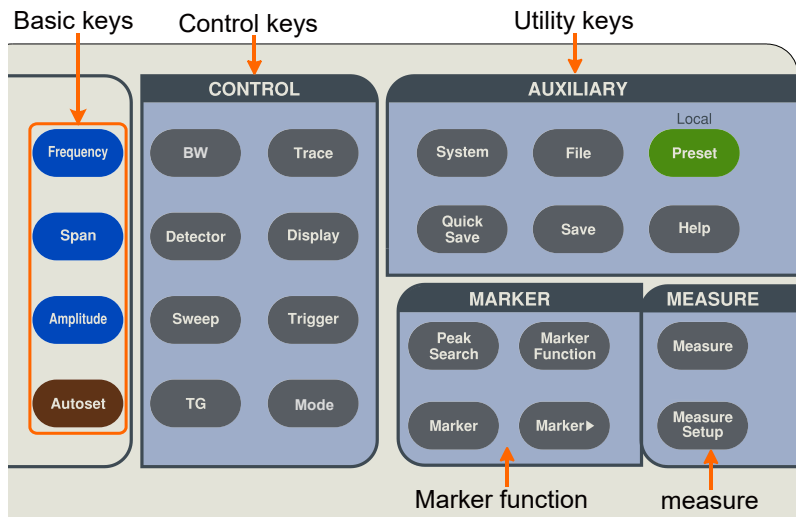 Basic keys
Control keys
Utility keys
CONTROL
AUXILIARY
Local
Frequency
BW
Trace
System
File
Preset
Span
Detector
Display
Quick
Save
Save
Help
MARKER
MEASURE
Amplitude
Sweep
Trigger
Peak
Search
Marker
Function
Measure
Autoset
TG
Mode
Marker
Marker▶
Measure
Setup
Marker function
measure